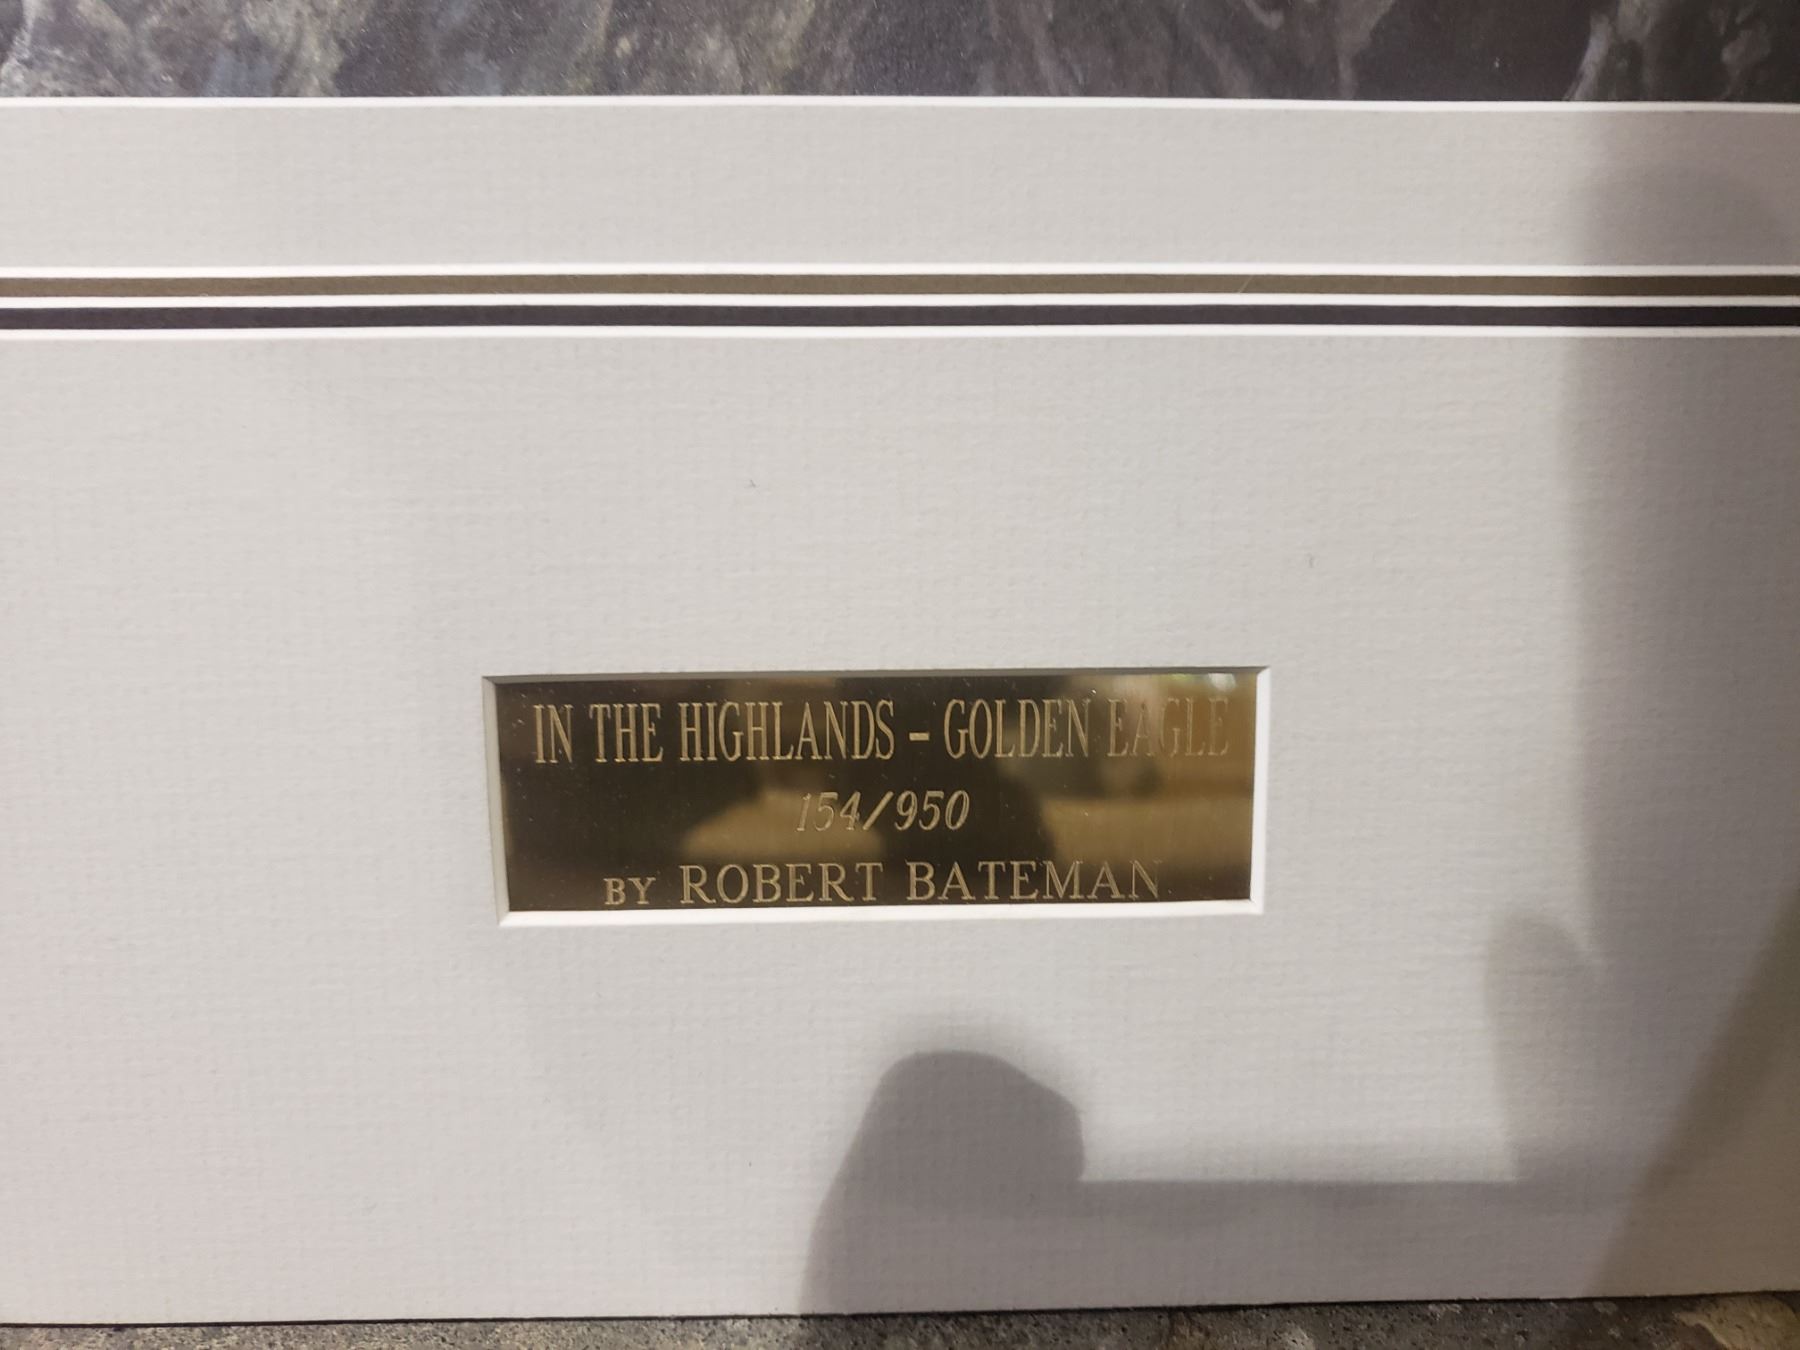 IN THE HIGHLANDS - GOLDEN EAGLE
154/950
BY ROBERT BATEMAN